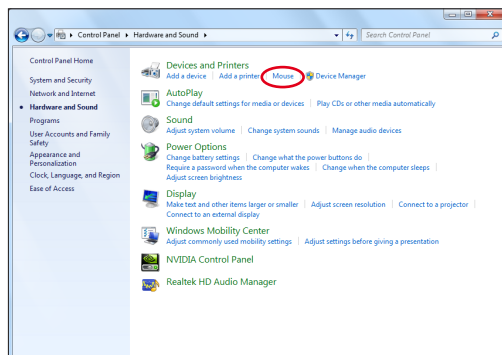 Control Panel Hardware and Sound
Search Control Panel
Control Panel Home
System and Security
Network and Internet
Hardware and Sound
Programs
User Accounts and Family
Safety
Appearance and
Personalization
Clock, Language, and Region
Ease of Access
Devices and Printers
Add a device Add a printer Mouse Device Manager
AutoPlay
Change default settings for media or devices Play CDs or other media automatically
Sound
Adjust system volume Change system sounds Manage audio devices
Power Options
Change battery settings Change what the power buttons do
Require a password when the computer wakes Change when the computer sleeps
Adjust screen brightness
Display
Make text and other items larger or smaller Adjust screen resolution Connect to a projector
Connect to an external display
Windows Mobility Center
Adjust commonly used mobility settings Adjust settings before giving a presentation
NVIDIA Control Panel
Realtek HD Audio Manager